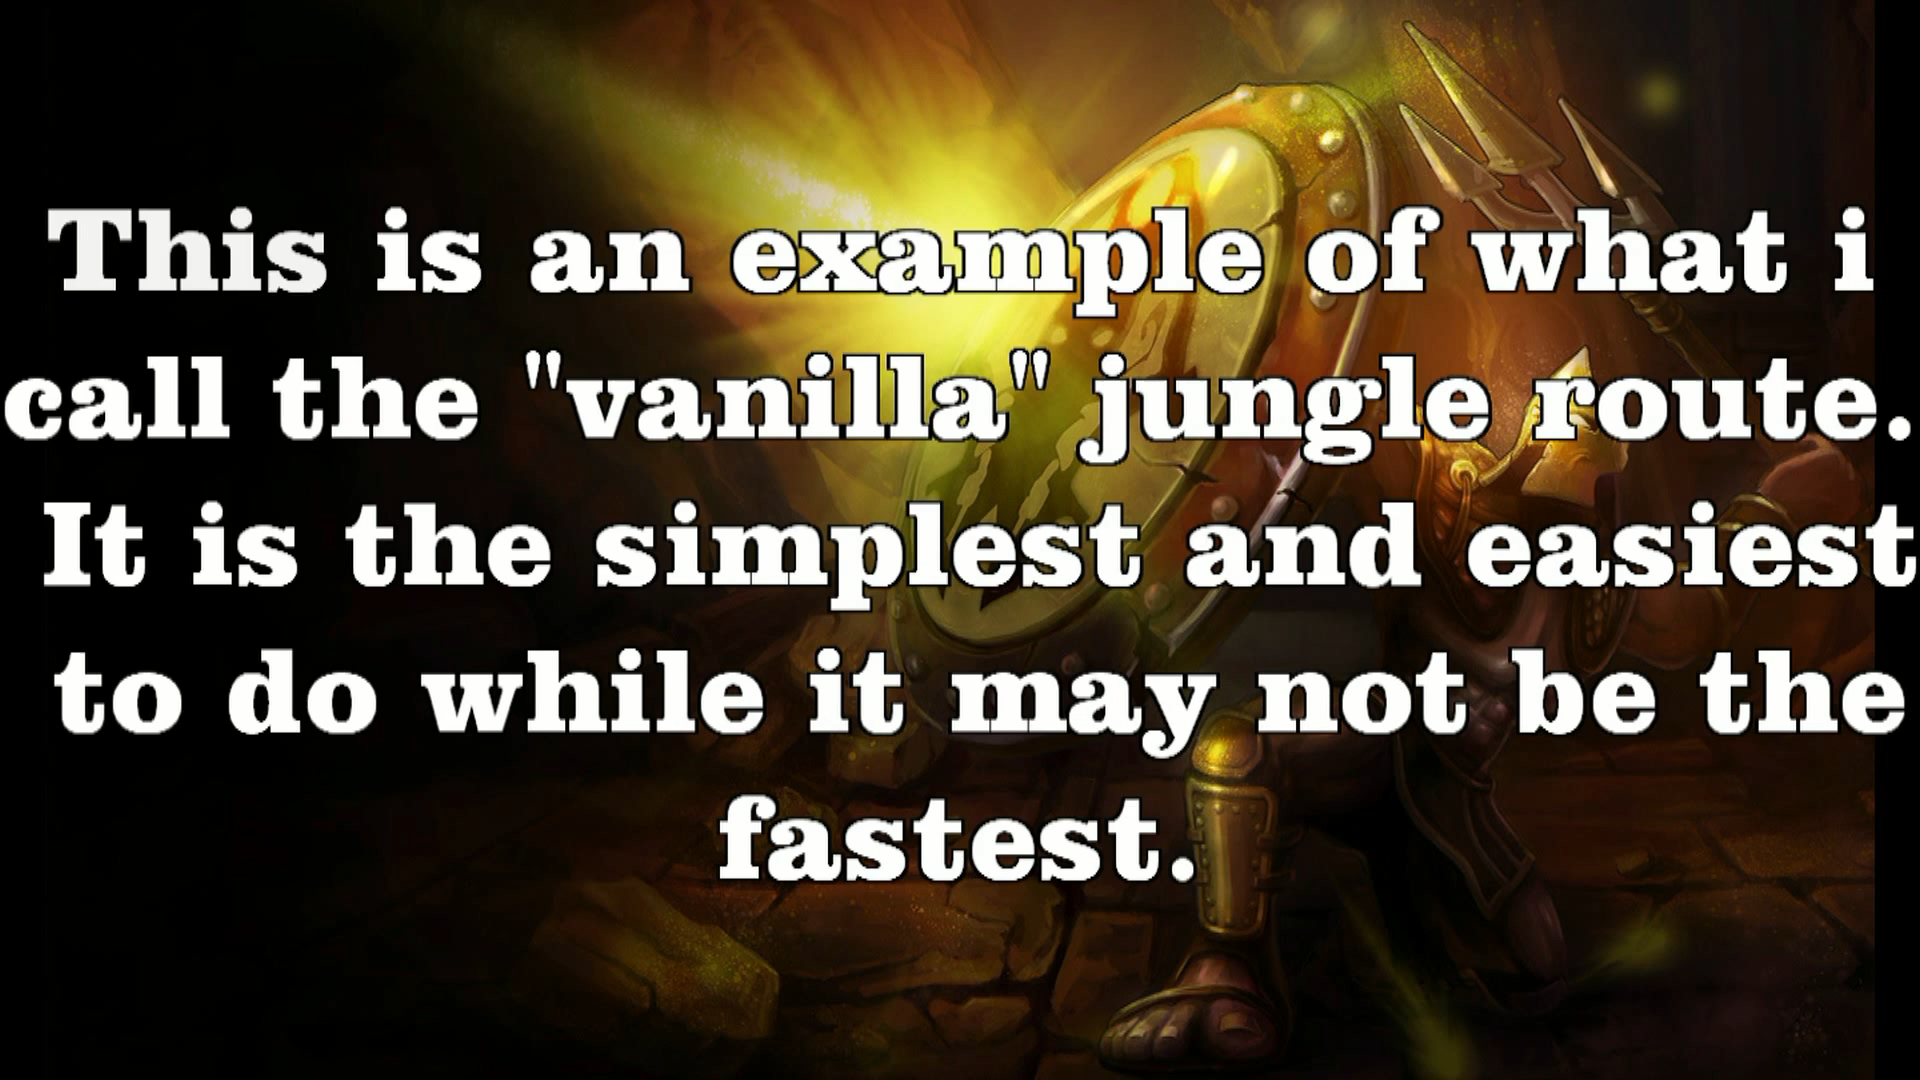 This is an example of what i
call the "vanilla" jungle route.
It is the simplest and easiest
to do while it may not be the
fastest.